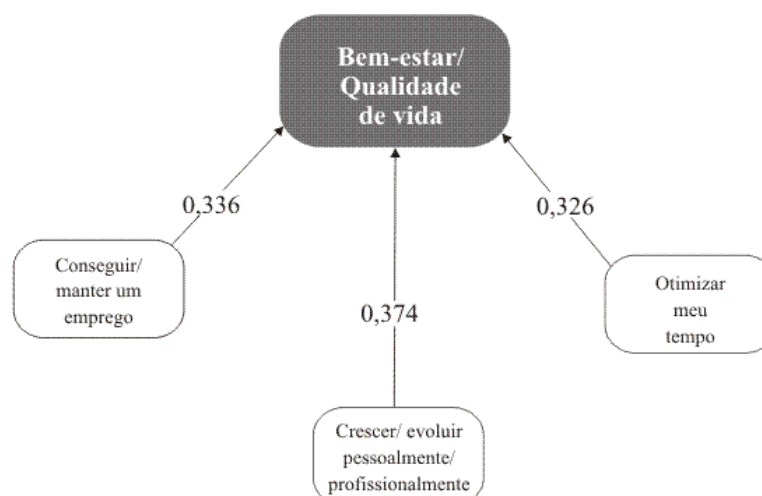 Bem-estar/
Qualidade
de vida
0,336
0,326
Conseguir/
manter um
emprego
Otimizar
meu
tempo
0,374
Crescer/ evoluir
pessoalmente/
profissionalmente